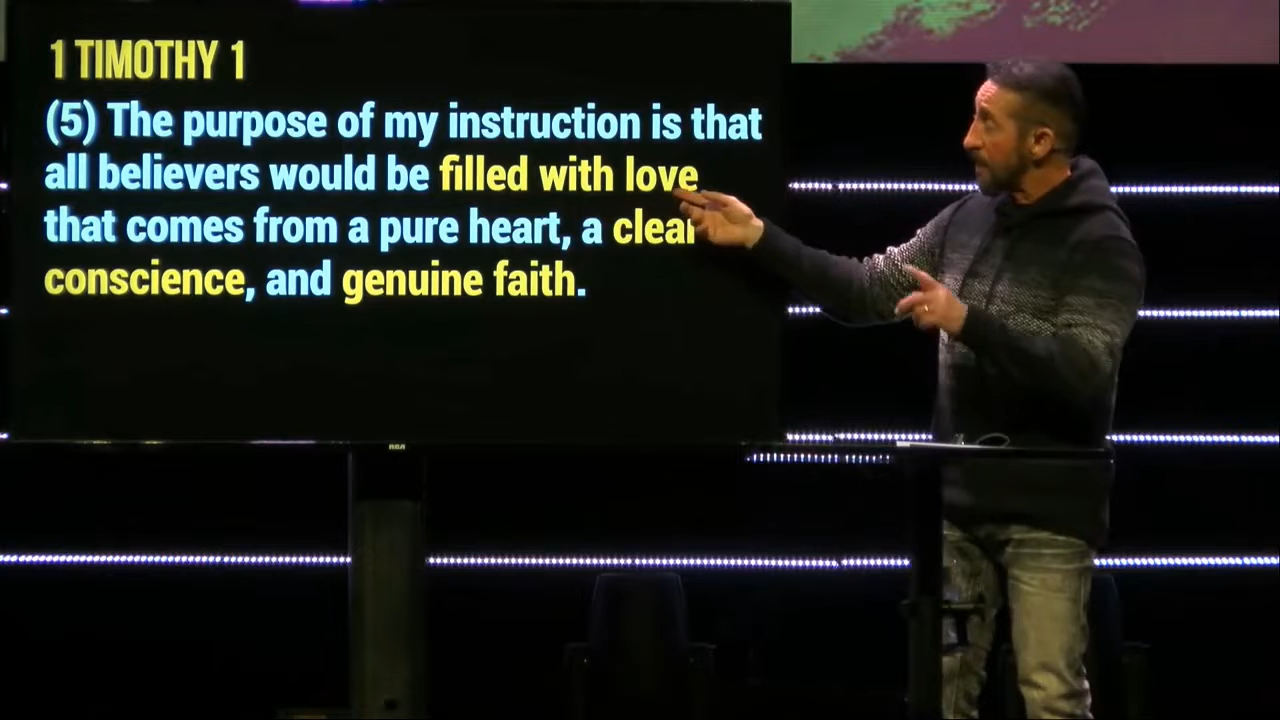 1 TIMOTHY 1
(5) The purpose of my instruction is that
all believers would be filled with love
that comes from a pure heart, a clear
conscience, and genuine faith.
RCA